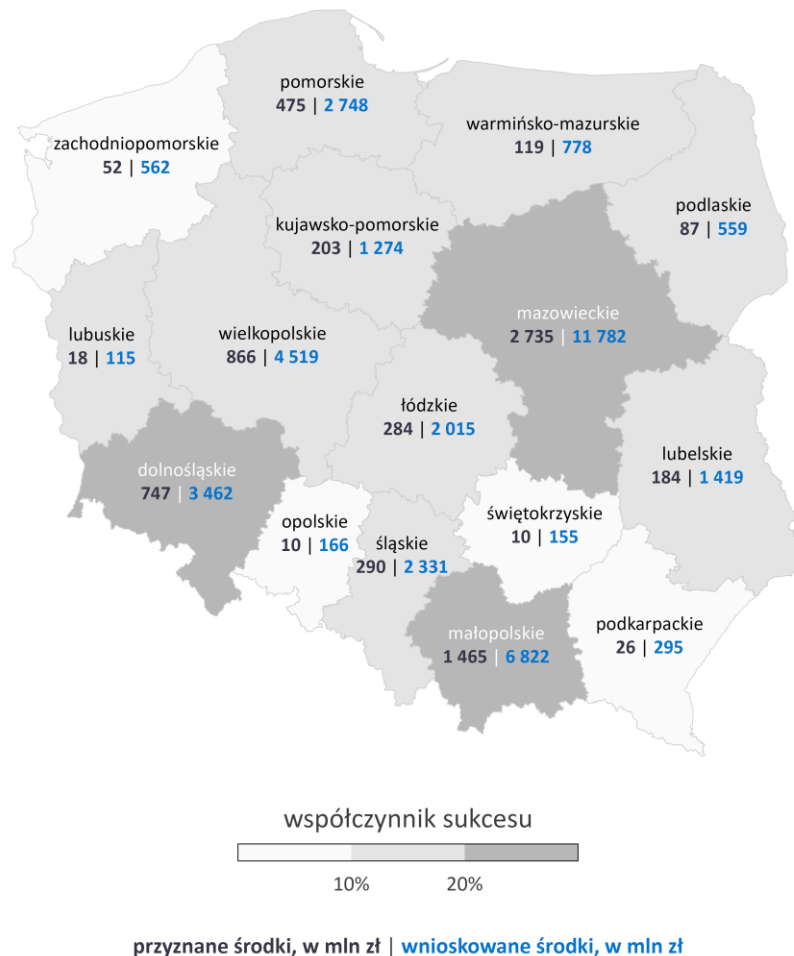 pomorskie
475 | 2 748
warmińsko-mazurskie
119 | 778
zachodniopomorskie
52 | 562
podlaskie
87 | 559
kujawsko-pomorskie
203 | 1 274
mazowieckie
2 735 | 11 782
lubuskie
18 | 115
wielkopolskie
866 | 4 519
łódzkie
284 | 2 015
lubelskie
184 | 1 419
dolnośląskie
747 | 3 462
opolskie
10 | 166
śląskie
290 | 2 331
świętokrzyskie
10 | 155
małopolskie
1 465 | 6 822
podkarpackie
26 | 295
współczynnik sukcesu
10% 20%
przyznane środki, w mln zł | wnioskowane środki, w mln zł